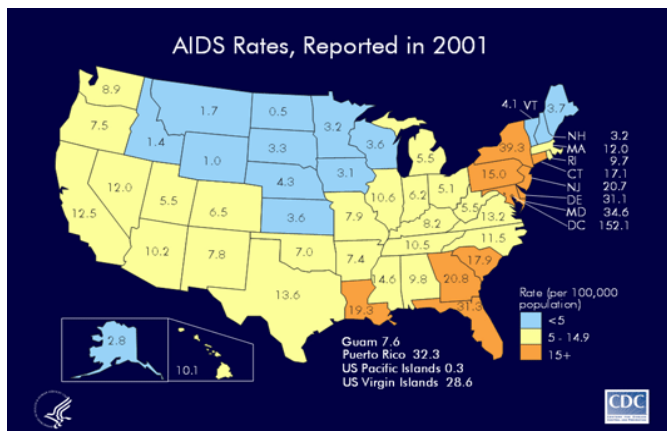 AIDS Rates, Reported in 2001
8.9
1.7
0.5
3.2
4.1 VT
3.7
7.5
1.4
1.0
3.3
3.6
5.5
39.3
NH 3.2
MA 12.0
RI 9.7
CT 17.1
NJ 20.7
DE 31.1
MD 34.6
DC 152.1
4.3
3.1
15.0
12.5
12.0
5.5
6.5
3.6
7.9
10.6
6.2
5.1
5.5
13.2
8.2
10.2
7.8
7.0
7.4
10.5
11.5
13.6
19.3
14.6
9.8
20.8
17.9
31.3
Rate (per 100,000
population)
<5
5 - 14.9
15+
2.8
10.1
Guam 7.6
Puerto Rico 32.3
US Pacific Islands 0.3
US Virgin Islands 28.6
CDC